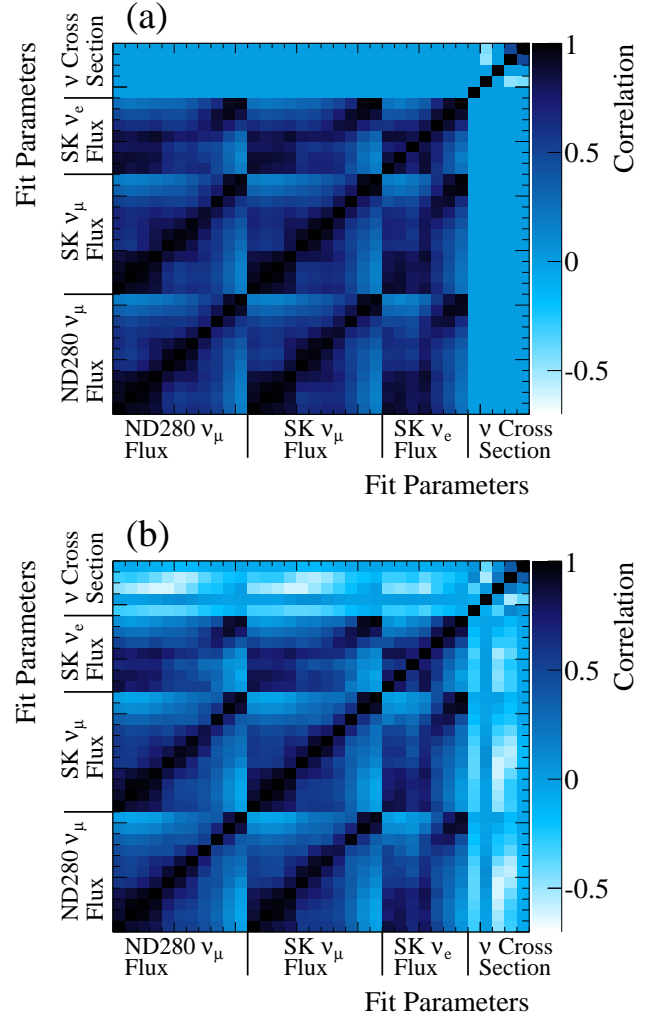 (a)
Fit Parameters
ν Cross
Section
SK νe
Flux
SK νμ
Flux
ND280 νμ
Flux
1
0.5
0
-0.5
Correlation
ND280 νμ
Flux
SK νμ
Flux
SK νe
Flux
ν Cross
Section
Fit Parameters
(b)
Fit Parameters
ν Cross
Section
SK νe
Flux
SK νμ
Flux
ND280 νμ
Flux
1
0.5
0
-0.5
Correlation
ND280 νμ
Flux
SK νμ
Flux
SK νe
Flux
ν Cross
Section
Fit Parameters